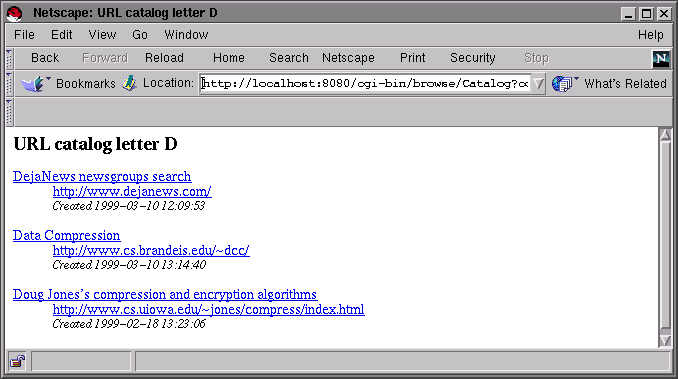 Netscape: URL catalog letter D
File Edit View Go Window Help
Back Forward Reload Home Search Netscape Print Security Stop
N
Bookmarks Location: http://localhost:8080/cgi-bin/browse/Catalog?co What's Related
URL catalog letter D
DejaNews newsgroups search
http://www.dejanews.com/
Created 1999-03-10 12:09:53
Data Compression
http://www.cs.brandeis.edu/~dcc/
Created 1999-03-10 13:14:40
Doug Jones's compression and encryption algorithms
http://www.cs.uiowa.edu/~jones/compress/index.html
Created 1999-02-18 13:23:06